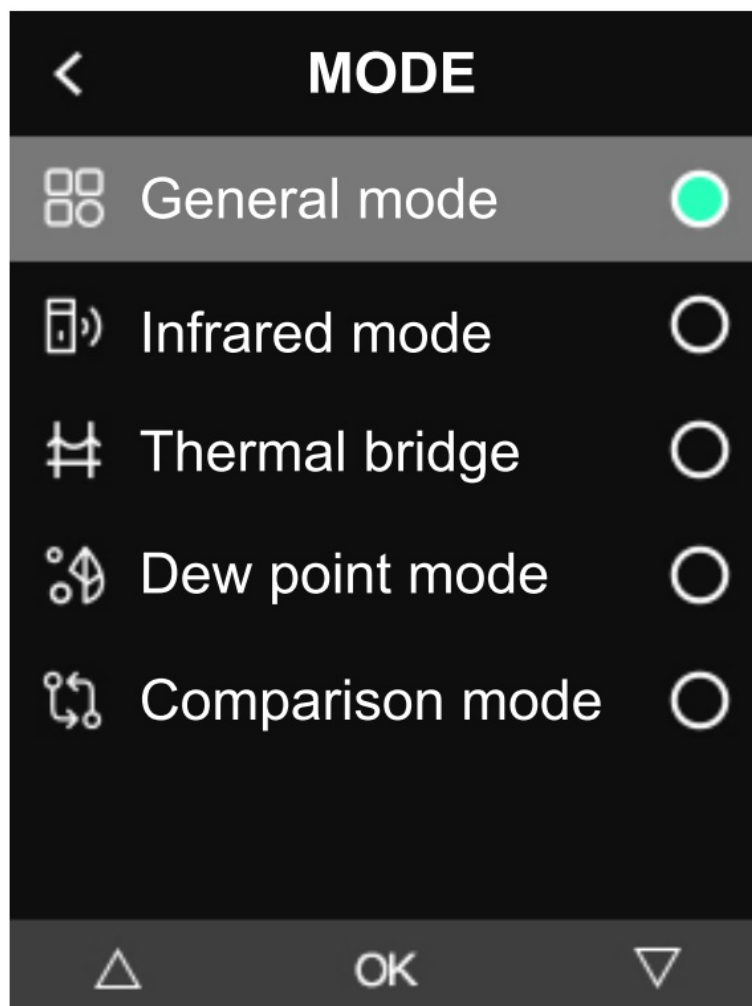 MODE
General mode
Infrared mode
Thermal bridge
Dew point mode
Comparison mode
OK